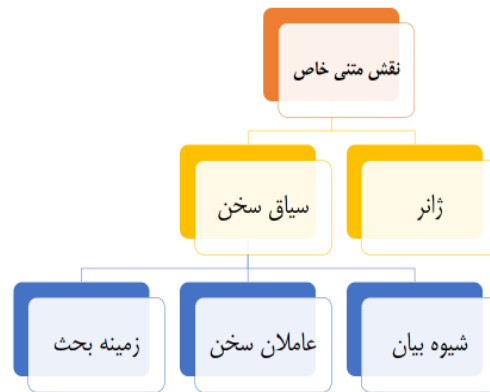 نقش متنی خاص
ژانر
سیاق سخن
شیوه بیان
عاملان سخن
زمینه بحث